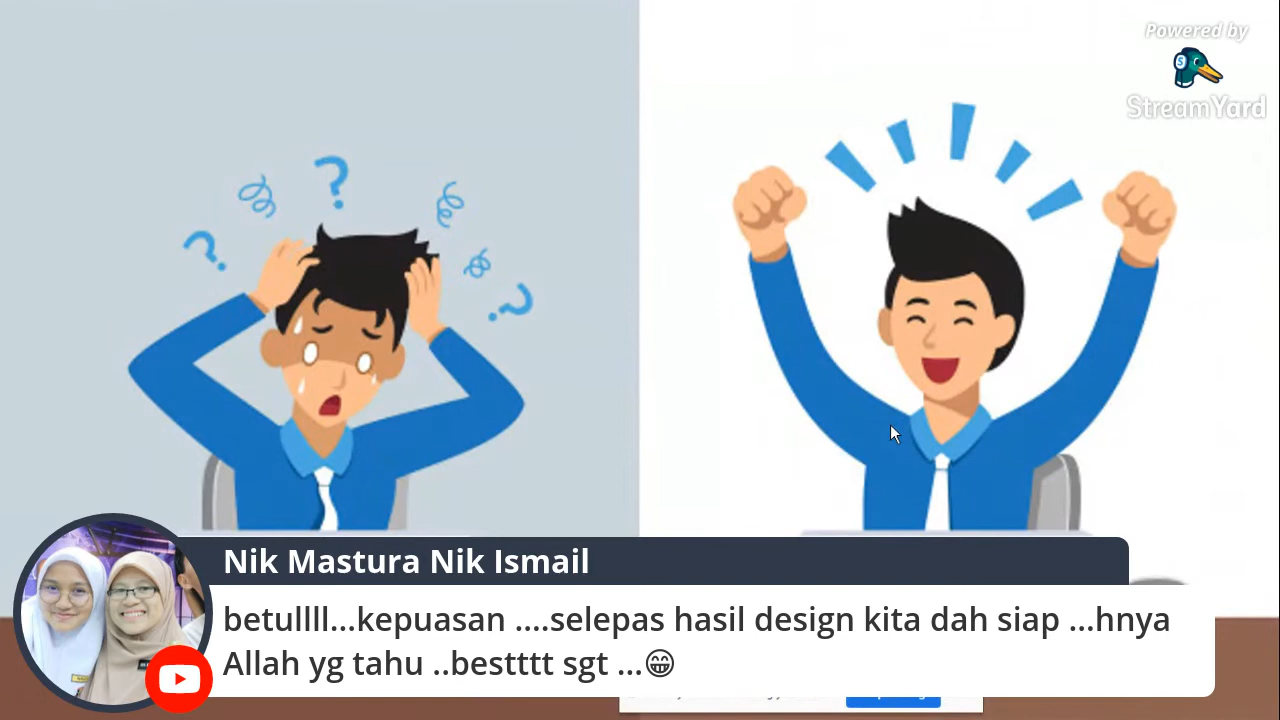 Powered by
StreamYard
Nik Mastura Nik Ismail
betullll...kepuasan ....selepas hasil design kita dah siap ...hnya
Allah yg tahu ..bestttt sgt ...😁